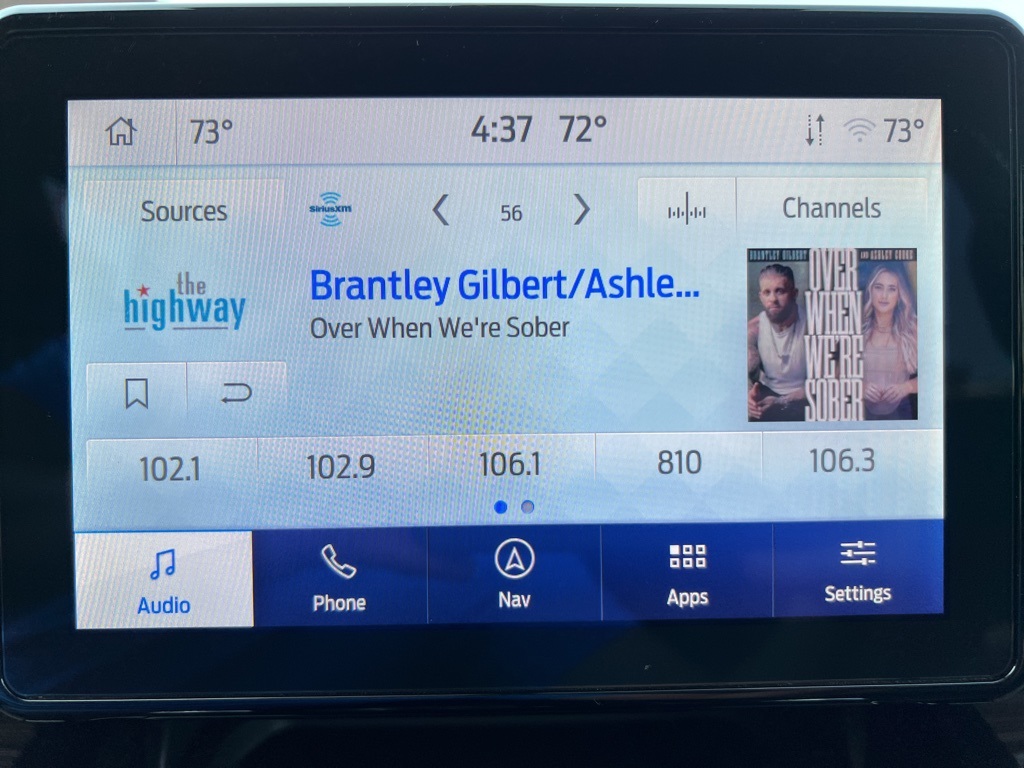 73° 4:37 72° 73°
Sources SiriusXM 56 Channels
the
highway
Brantley Gilbert/Ashle...
Over When We're Sober
BRANTLEY GILBERT AND ASHLEY COOKE
OVER
WHEN
WE'RE
SOBER
102.1 102.9 106.1 810 106.3
Audio Phone Nav Apps Settings